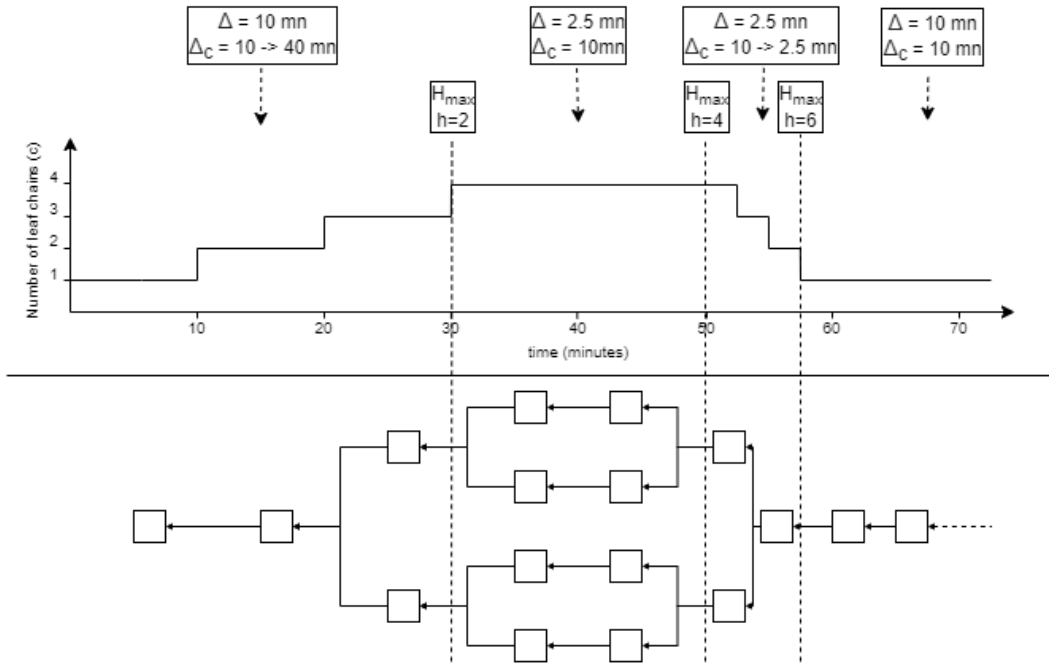 Δ = 10 mn
Δc = 10 -> 40 mn
Δ = 2.5 mn
Δc = 10mn
Δ = 2.5 mn
Δc = 10 -> 2.5 mn
Δ = 10 mn
Δc = 10 mn
Hmax
h=2
Hmax
h=4
Hmax
h=6
Number of leaf chains (c)
4
3
2
1
10 20 30 40 50 60 70
time (minutes)